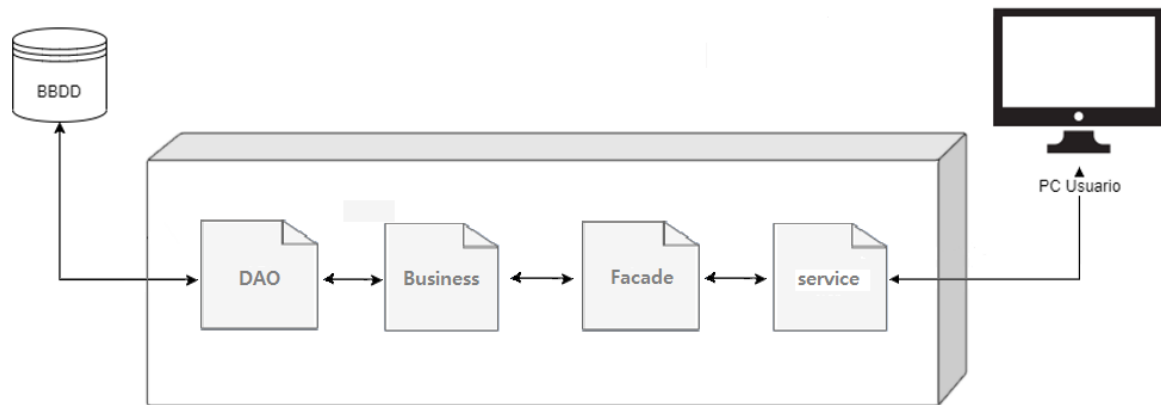 BBDD
PC Usuario
DAO
Business
Facade
service